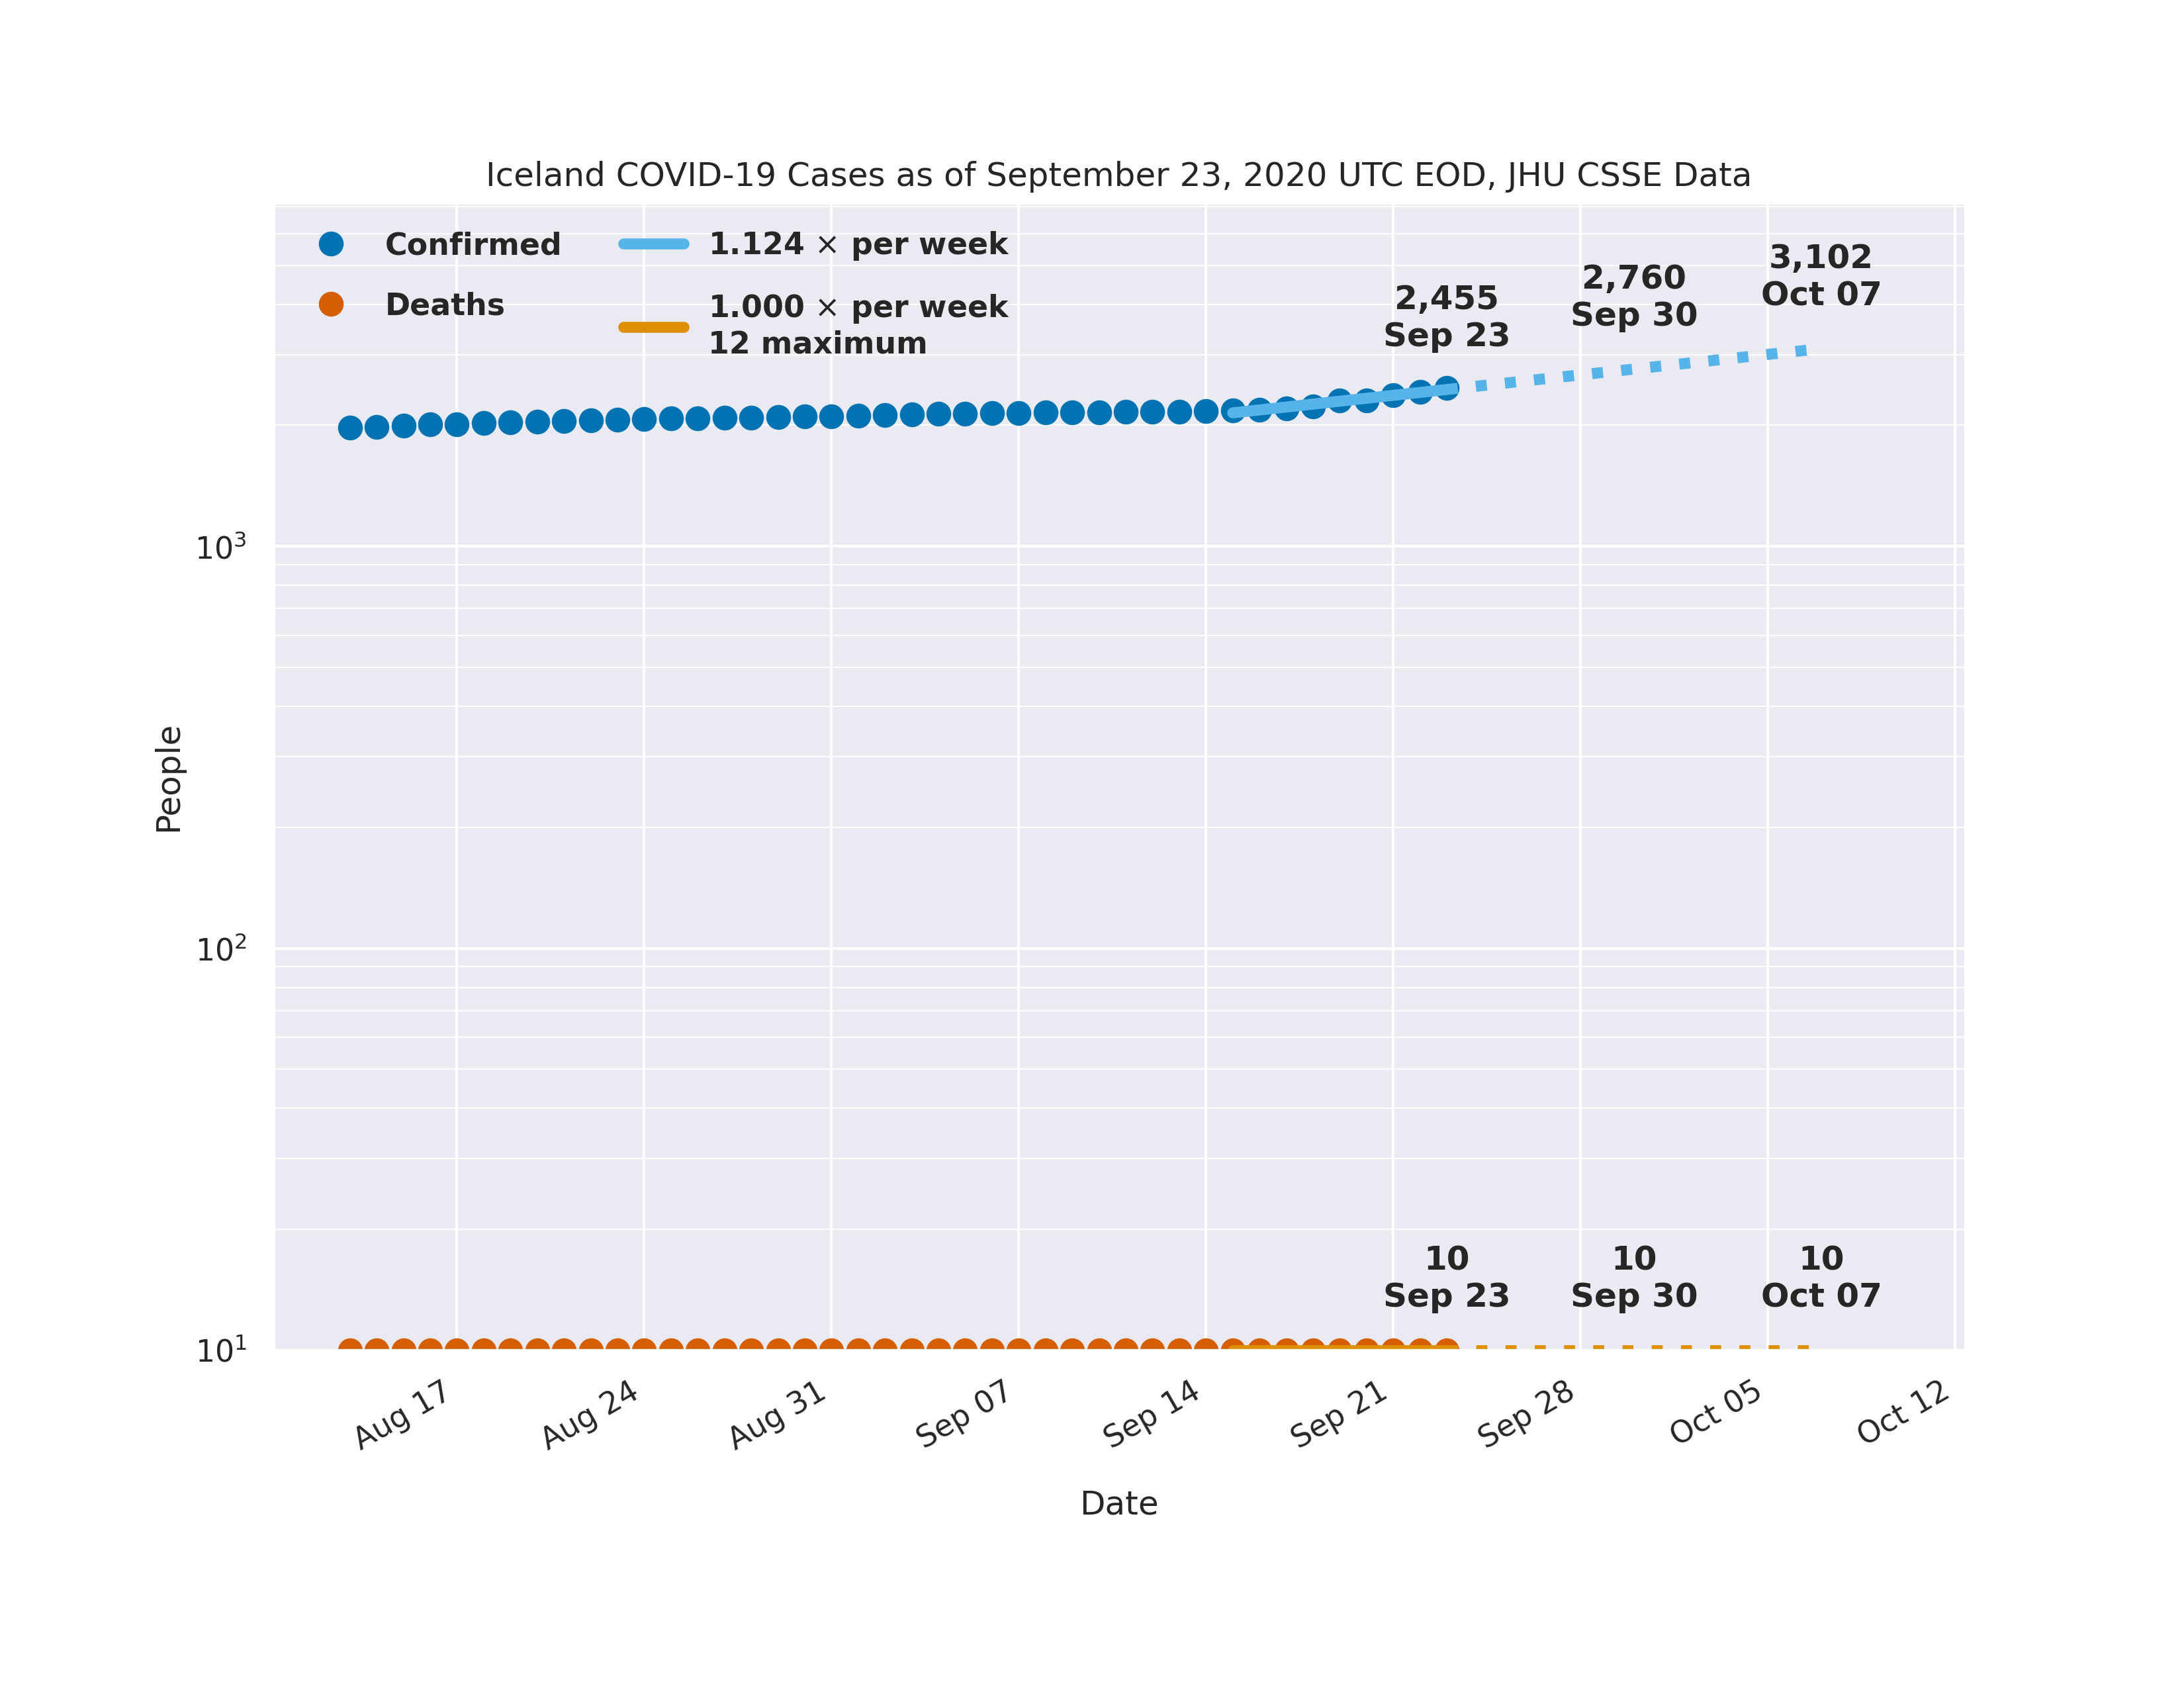 Iceland COVID-19 Cases as of September 23, 2020 UTC EOD, JHU CSSE Data
Confirmed
Deaths
1.124 × per week
1.000 × per week
12 maximum
2,455
Sep 23
2,760
Sep 30
3,102
Oct 07
10³
10²
10¹
People
10
Sep 23
10
Sep 30
10
Oct 07
Aug 17
Aug 24
Aug 31
Sep 07
Sep 14
Sep 21
Sep 28
Oct 05
Oct 12
Date